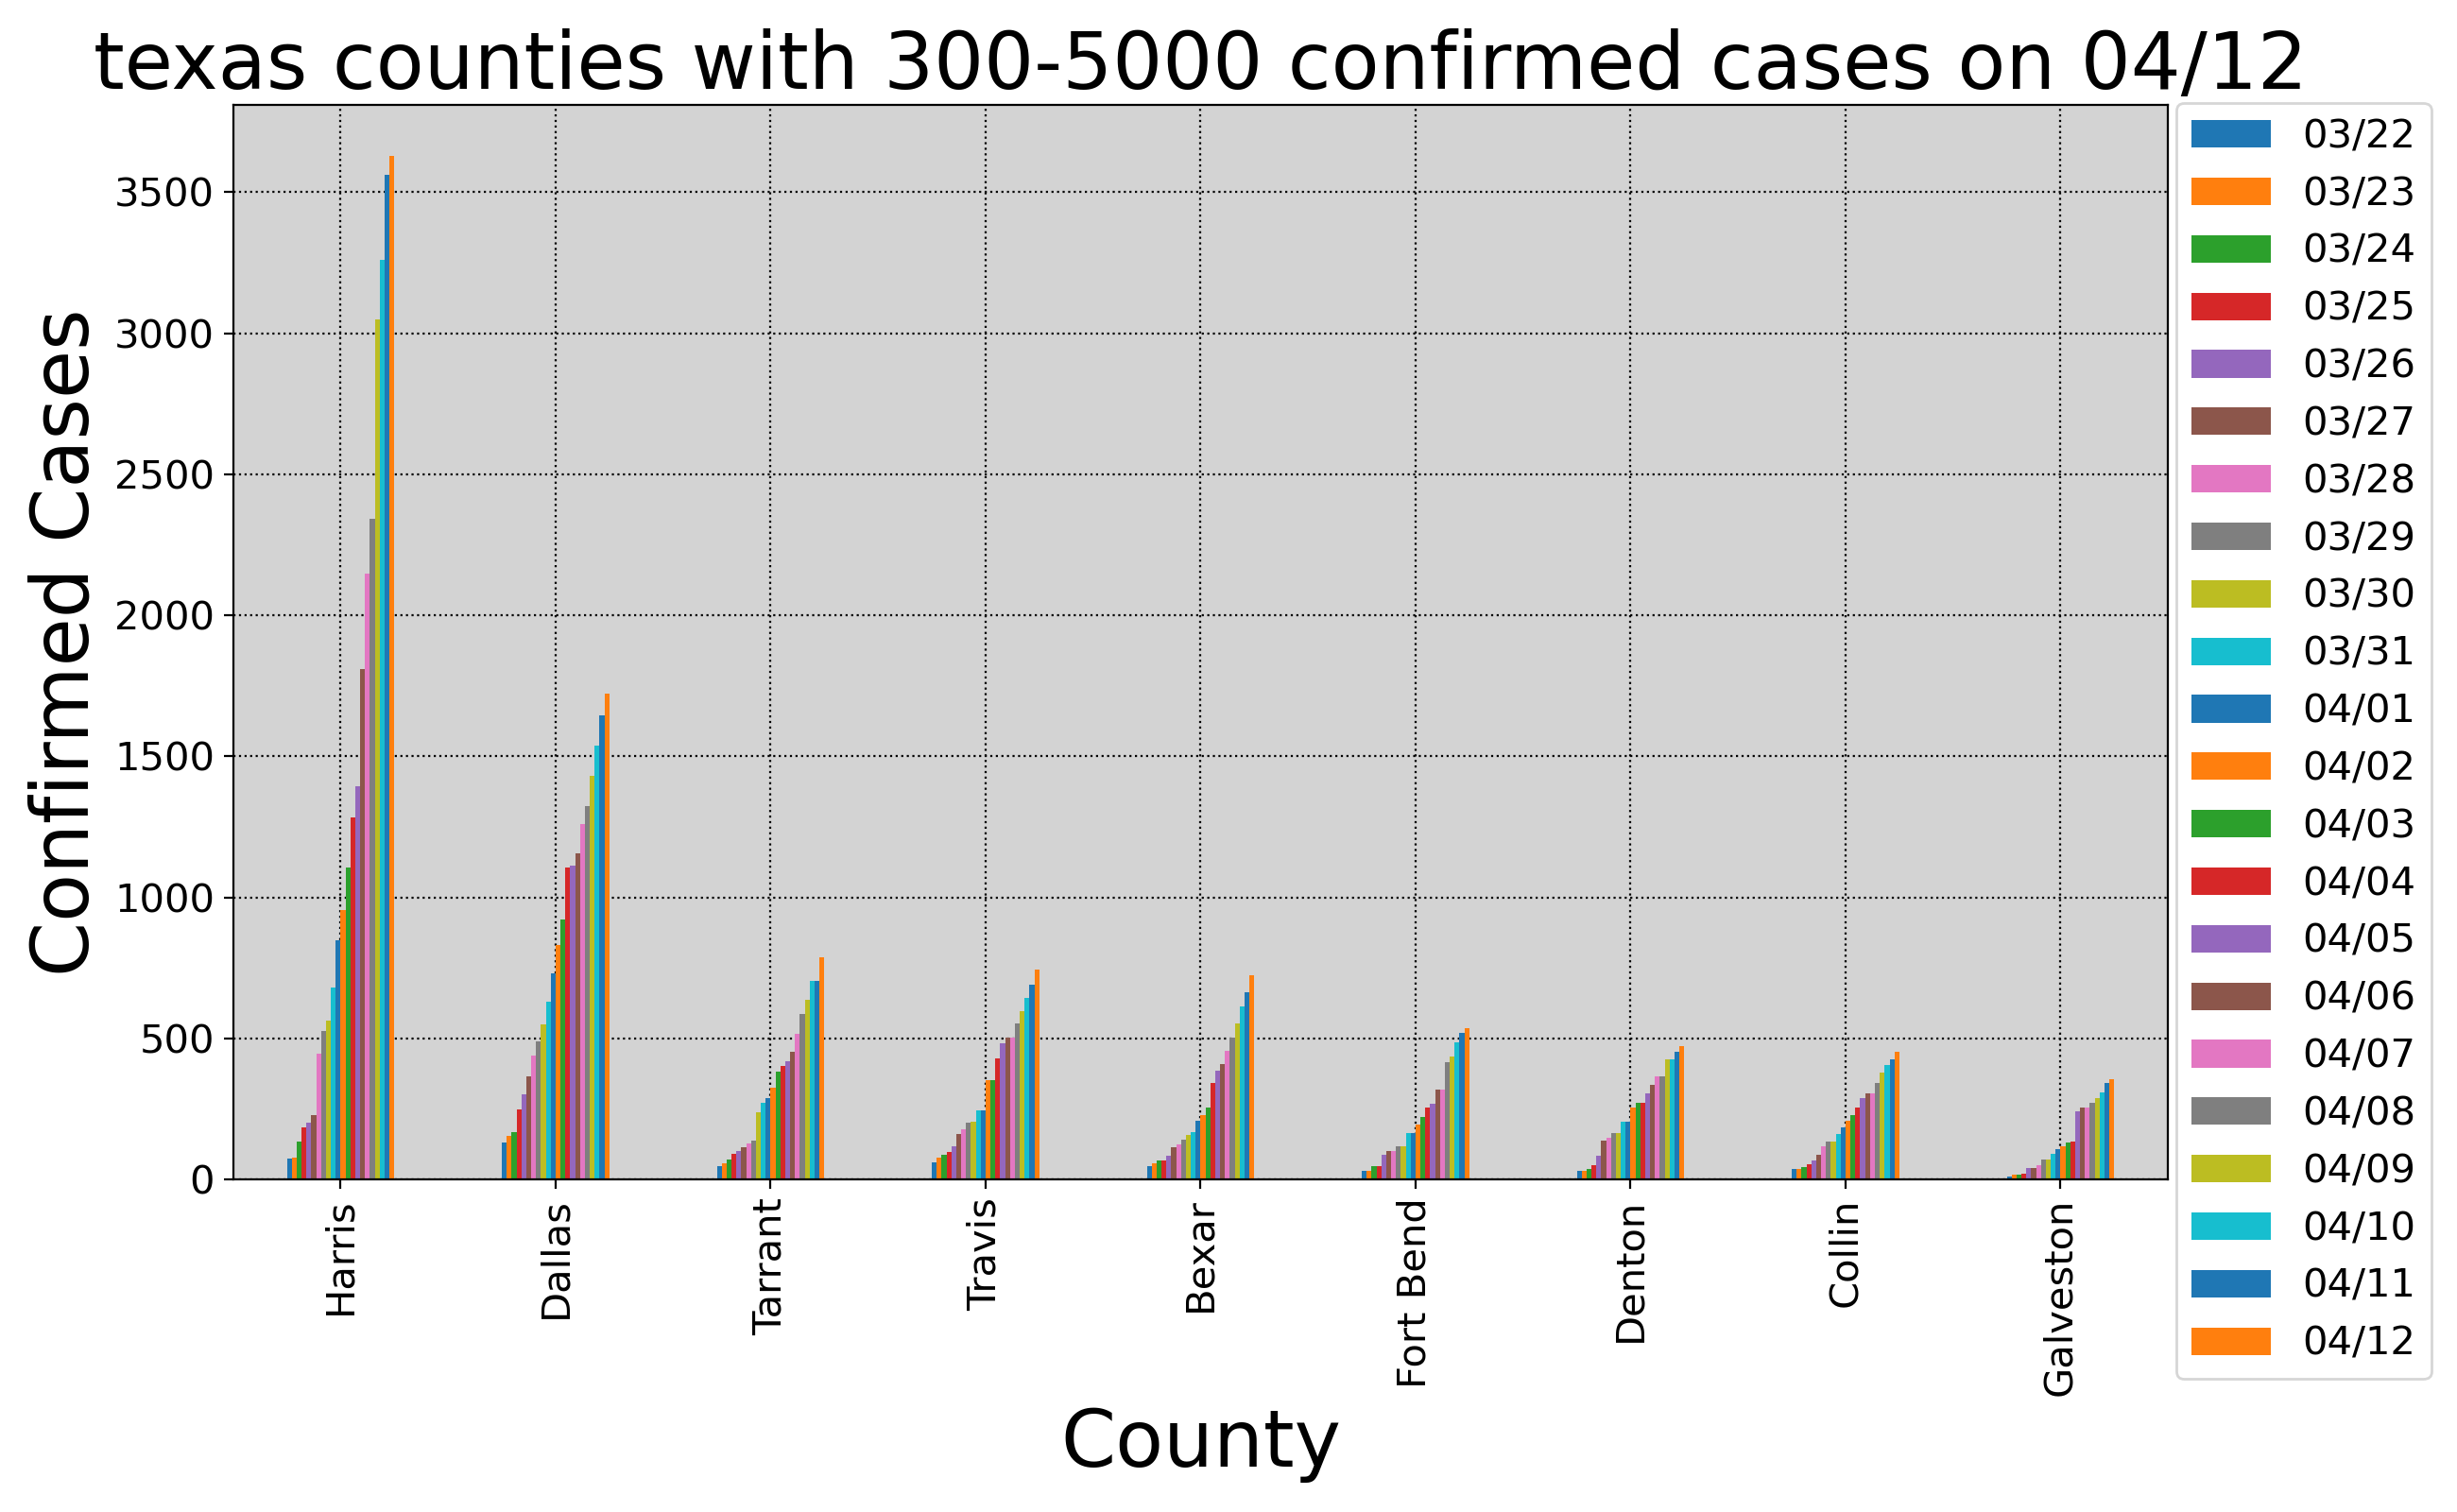 texas counties with 300-5000 confirmed cases on 04/12
Confirmed Cases
3500
3000
2500
2000
1500
1000
500
0
Harris
Dallas
Tarrant
Travis
Bexar
Fort Bend
Denton
Collin
Galveston
County
03/22
03/23
03/24
03/25
03/26
03/27
03/28
03/29
03/30
03/31
04/01
04/02
04/03
04/04
04/05
04/06
04/07
04/08
04/09
04/10
04/11
04/12